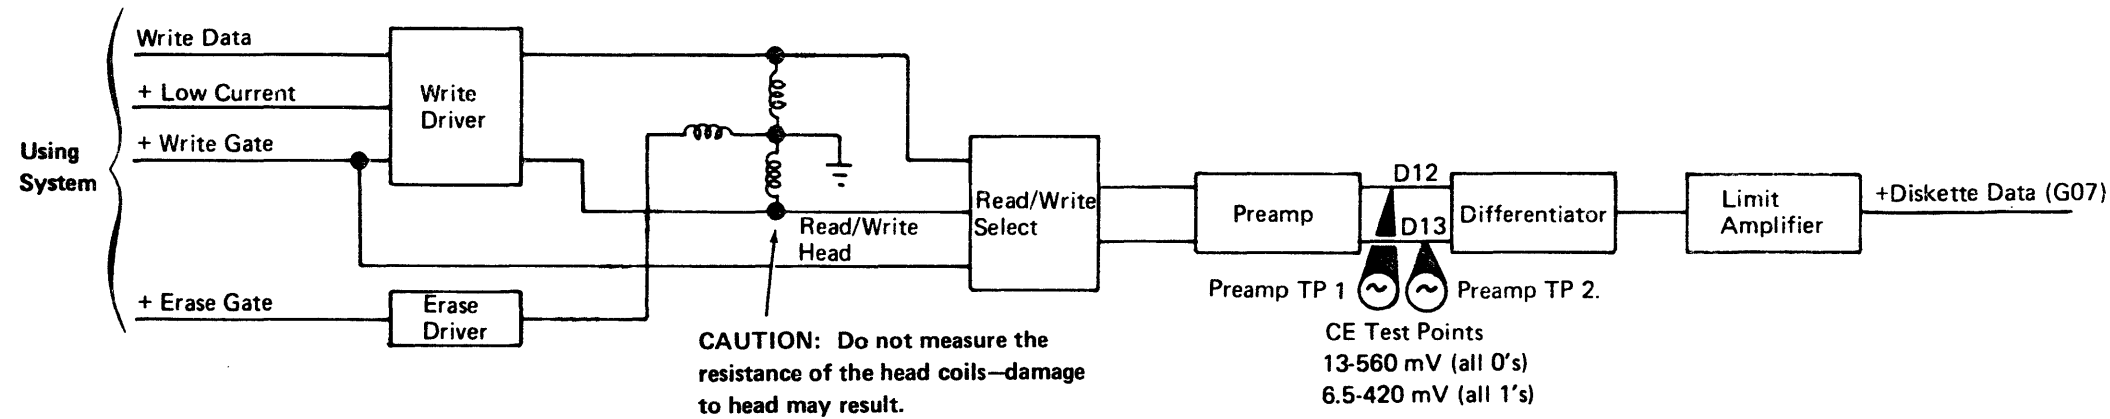 Write Data
+ Low Current
+ Write Gate
Using
System
+ Erase Gate
Write
Driver
Erase
Driver
Read/Write
Head
CAUTION: Do not measure the
resistance of the head coils—damage
to head may result.
Read/Write
Select
Preamp
D12
D13
Preamp TP 1
Preamp TP 2.
CE Test Points
13-560 mV (all 0's)
6.5-420 mV (all 1's)
Differentiator
Limit
Amplifier
+Diskette Data (G07)